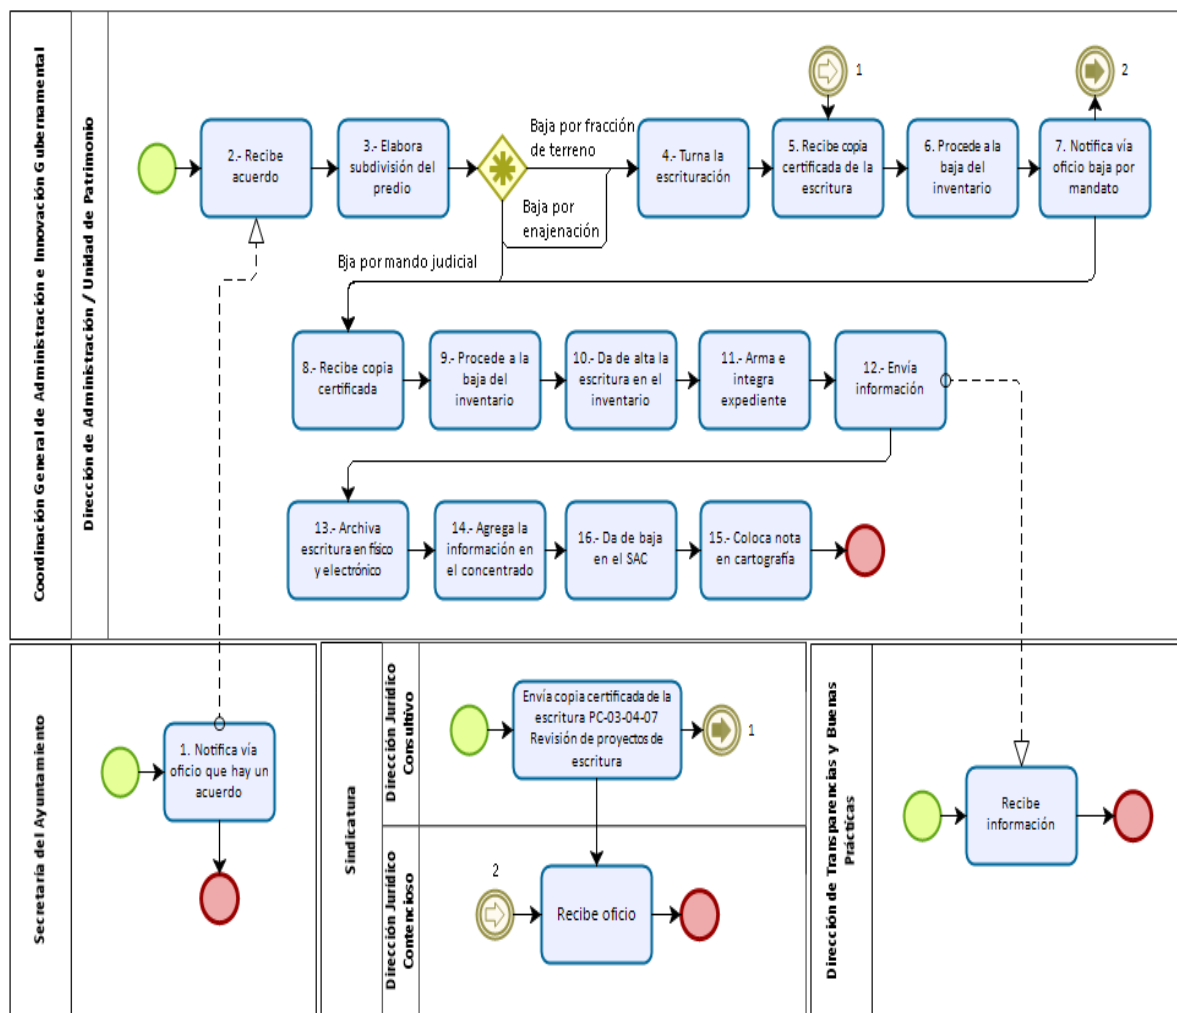 Coordinación General de Administración e Innovación Gubernamental
Dirección de Administración / Unidad de Patrimonio
2.- Recibe
acuerdo
3.- Elabora
subdivisión del
predio
Baja por fracción
de terreno
Baja por
enajenación
Bja por mando judicial
4.- Turna la
escrituración
1
5. Recibe copia
certificada de la
escritura
6. Procede a la
baja del
inventario
2
7. Notifica vía
oficio baja por
mandato
8.- Recibe copia
certificada
9.- Procede a la
baja del
inventario
10.- Da de alta la
escritura en el
inventario
11.- Arma e
integra
expediente
12.- Envía
información
13.- Archiva
escritura en físico
y electrónico
14.- Agrega la
información en
el concentrado
16.- Da de baja
en el SAC
15.- Coloca nota
en cartografía
Secretaría del Ayuntamiento
1. Notifica vía
oficio que hay un
acuerdo
Sindicatura
Dirección Jurídico
Consultivo
Envía copia certificada de la
escritura PC-03-04-07
Revisión de proyectos de
escritura
1
Dirección Jurídico
Contencioso
2
Recibe oficio
Dirección de Transparencias y Buenas
Prácticas
Recibe
información